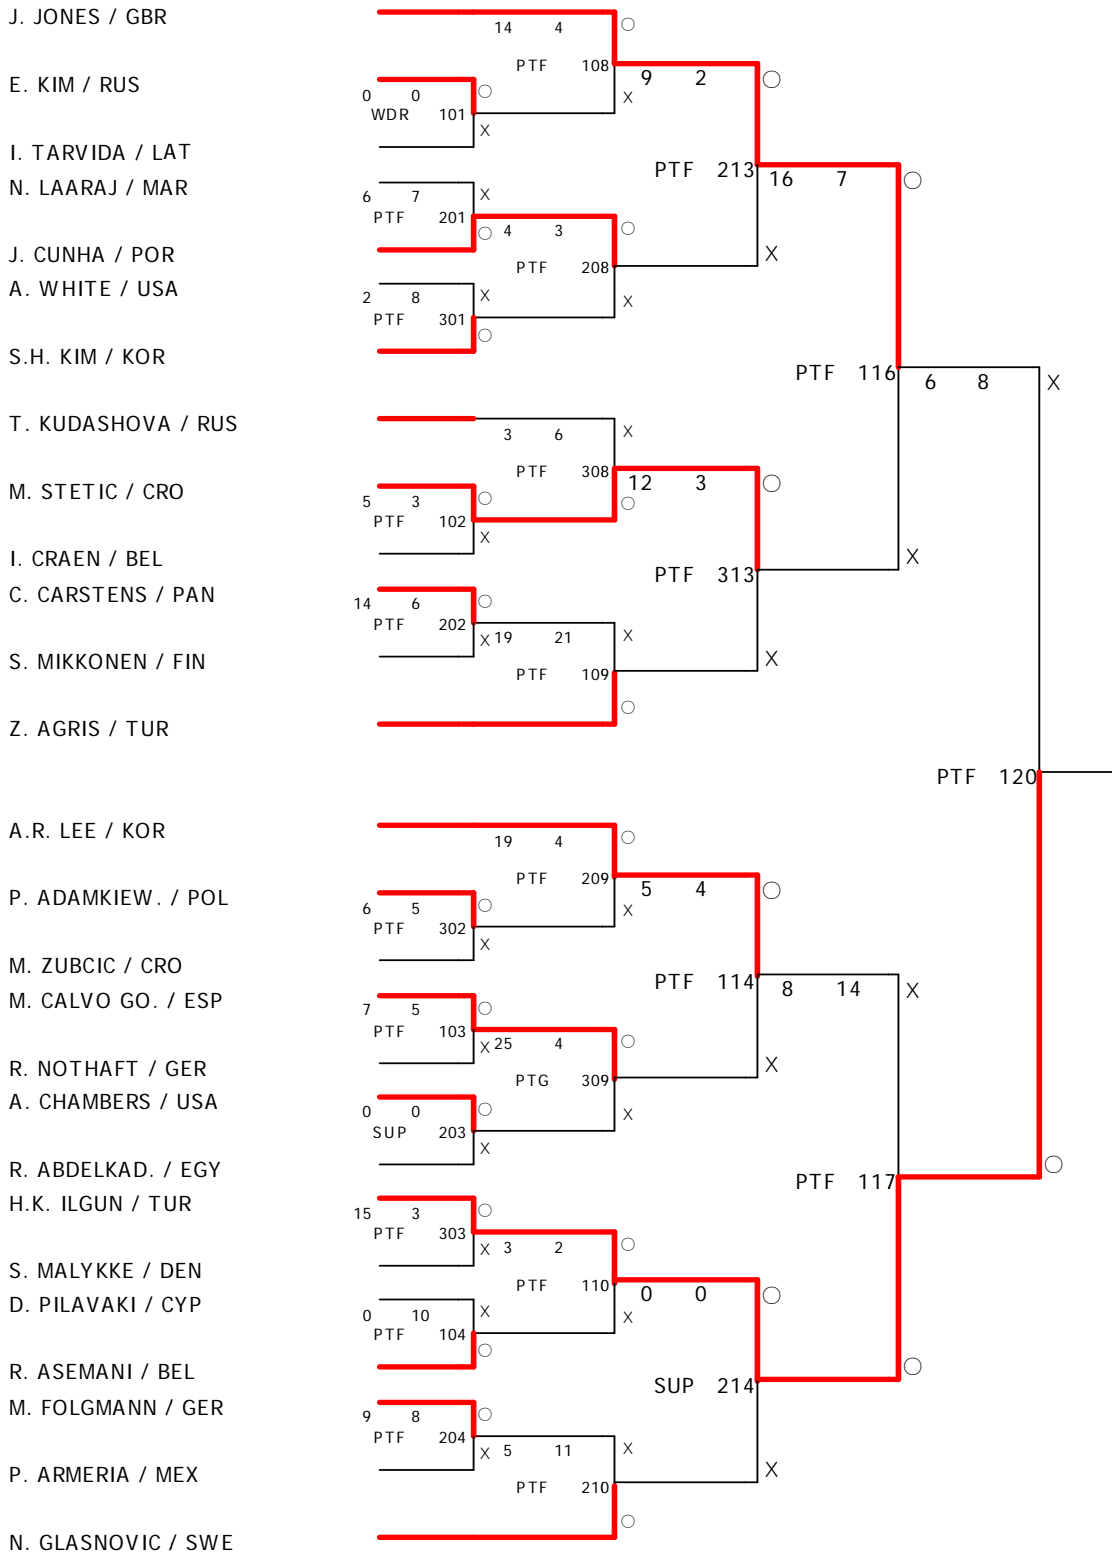 J. JONES / GBR
14 4 ○
PTF 108
9 2 ○
E. KIM / RUS
0 0 ○ X
WDR 101
X
I. TARVIDA / LAT
PTF 213
16 7 ○
N. LAARAJ / MAR
6 7 X
PTF 201
○ 4 3 ○
J. CUNHA / POR
PTF 208
X
A. WHITE / USA
2 8 X X
PTF 301
○
S.H. KIM / KOR
PTF 116
6 8 X
T. KUDASHOVA / RUS
3 6 X
PTF 308
12 3 ○
M. STETIC / CRO
5 3 ○ ○
PTF 102
X
I. CRAEN / BEL
X
PTF 313
C. CARSTENS / PAN
14 6 ○
PTF 202
X 19 21 X
S. MIKKONEN / FIN
X
PTF 109
○
Z. AGRIS / TUR
PTF 120
A.R. LEE / KOR
19 4 ○
PTF 209
5 4 ○
P. ADAMKIEW. / POL
6 5 ○ X
PTF 302
X
M. ZUBCIC / CRO
PTF 114
8 14 X
M. CALVO GO. / ESP
7 5 ○
PTF 103
X 25 4 ○
R. NOTHAFT / GER
X
PTG 309
A. CHAMBERS / USA
0 0 ○ X
SUP 203
X
R. ABDELKAD. / EGY
○
PTF 117
H.K. ILGUN / TUR
15 3 ○
PTF 303
X 3 2 ○
S. MALYKKE / DEN
PTF 110
0 0 ○
D. PILAVAKI / CYP
0 10 X X
PTF 104
○
R. ASEMANI / BEL
○
SUP 214
M. FOLGMANN / GER
9 8 ○
PTF 204
X 5 11 X
P. ARMERIA / MEX
X
PTF 210
○
N. GLASNOVIC / SWE